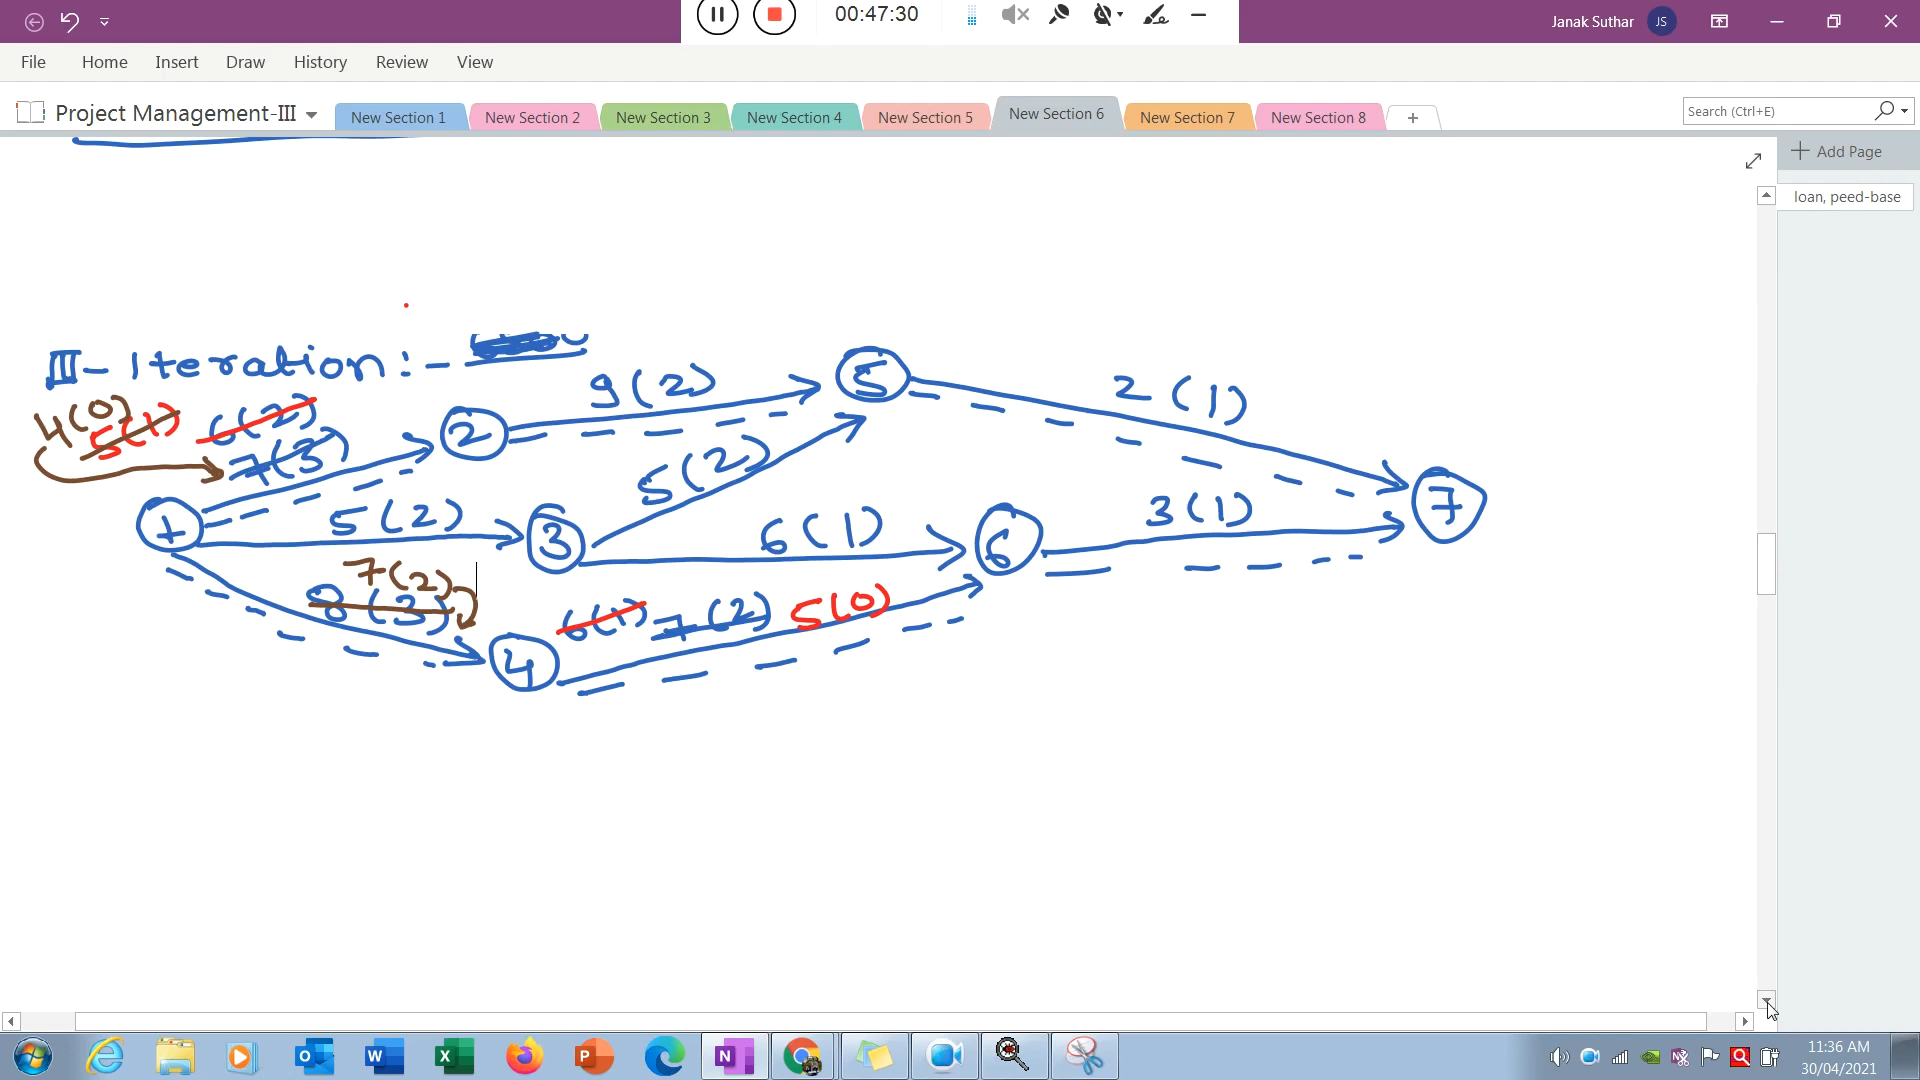 00:47:30
Janak Suthar JS
File Home Insert Draw History Review View
Project Management-III New Section 1 New Section 2 New Section 3 New Section 4 New Section 5 New Section 6 New Section 7 New Section 8 +
Search (Ctrl+E)
Add Page
loan, peed-base
III - Iteration :-
4(0) 5(1) 6(2)
7(3)
9(2)
5
2(1)
2
5(2)
1
5(2)
3
6(1)
6
3(1)
7
7(2)
8(3)
6(1) 7(2) 5(0)
4
11:36 AM
30/04/2021